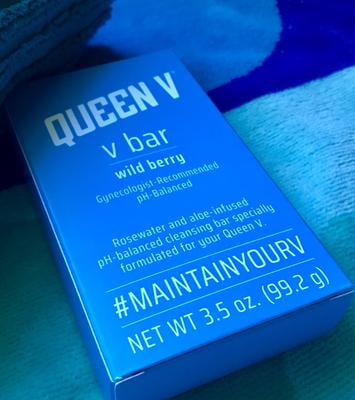 QUEEN V
v bar
wild berry
Gynecologist-Recommended
pH-Balanced
Rosewater and aloe-infused
pH-balanced cleansing bar specially
formulated for your Queen V.
#MAINTAINYOURV
NET WT 3.5 oz. (99.2 g)